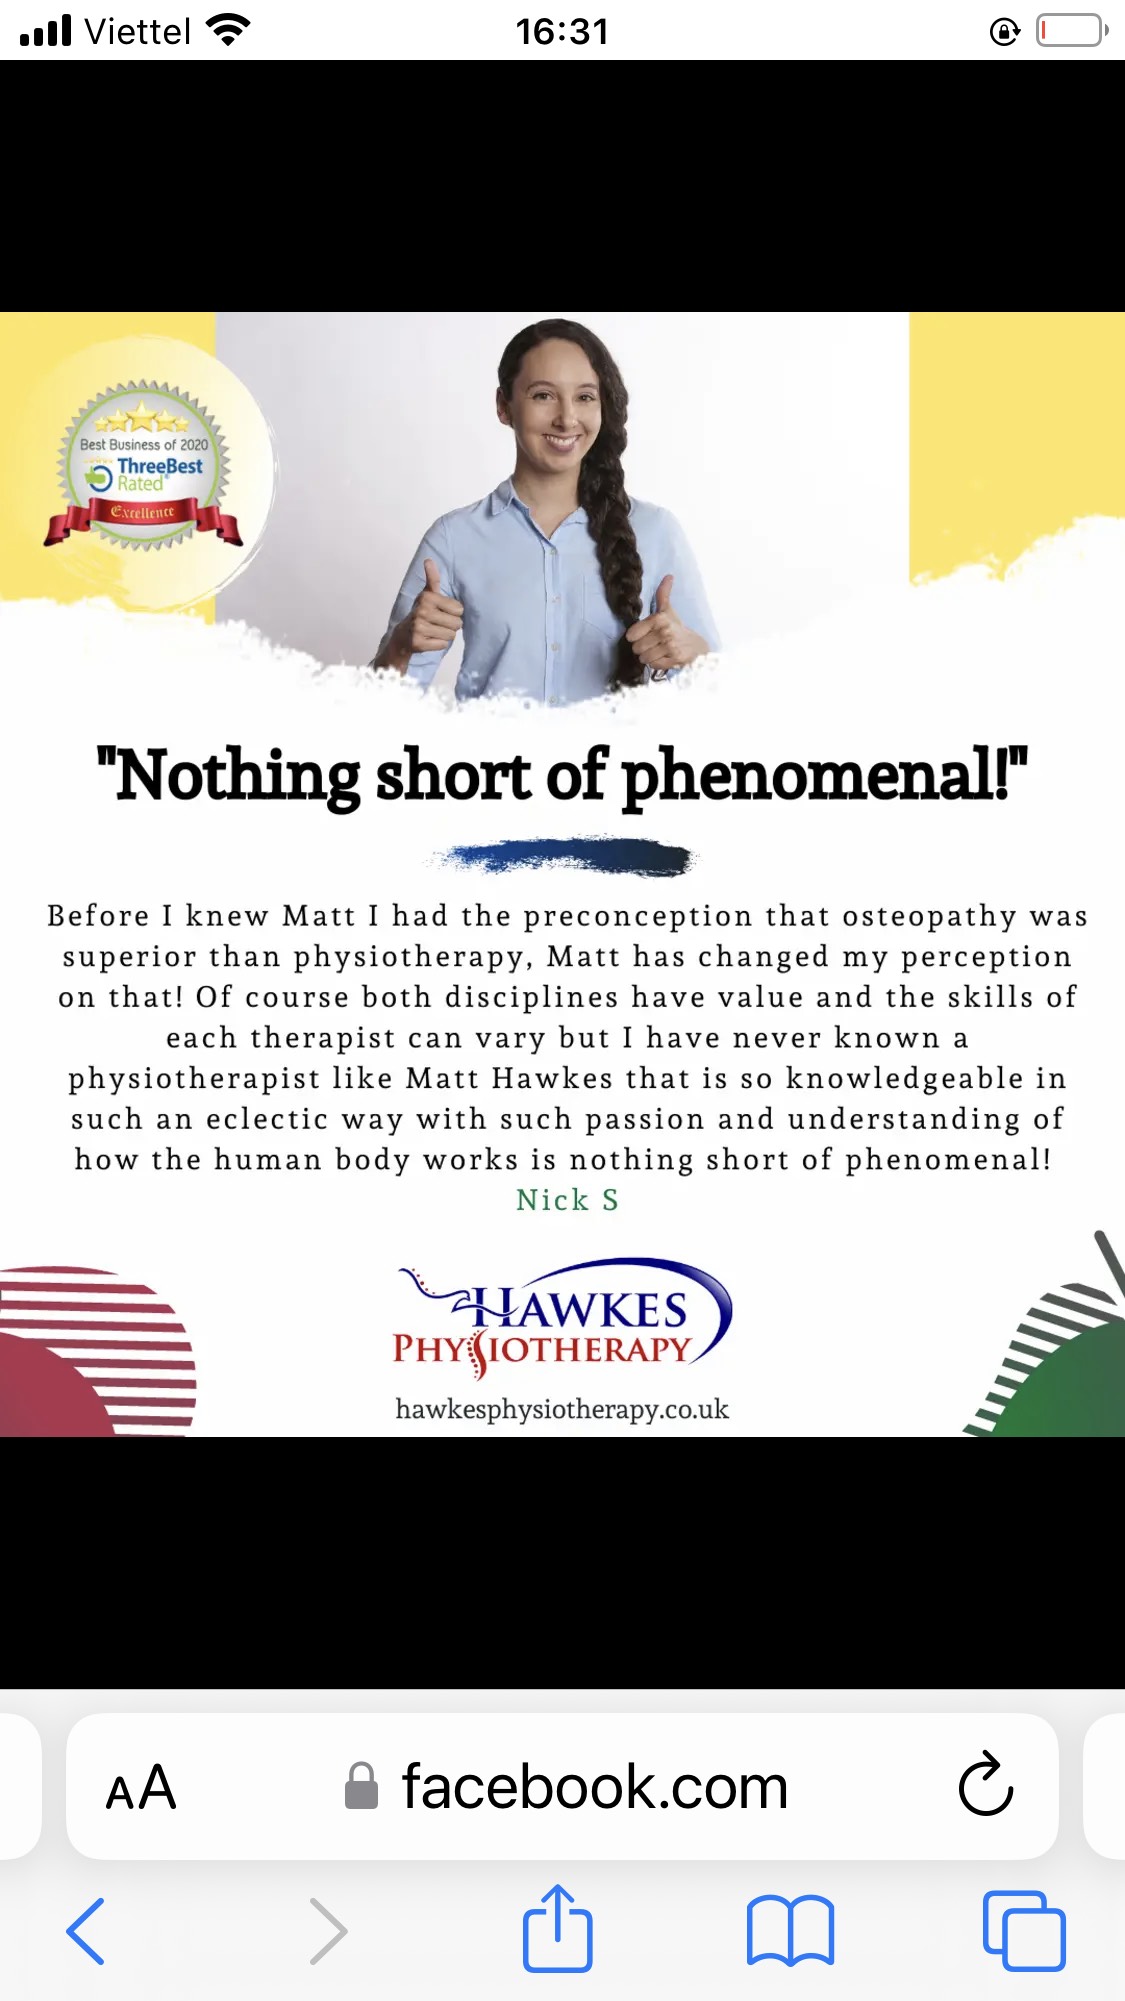 Viettel
16:31
Best Business of 2020
ThreeBest
Rated
Excellence
"Nothing short of phenomenal!"
Before I knew Matt I had the preconception that osteopathy was
superior than physiotherapy, Matt has changed my perception
on that! Of course both disciplines have value and the skills of
each therapist can vary but I have never known a
physiotherapist like Matt Hawkes that is so knowledgeable in
such an eclectic way with such passion and understanding of
how the human body works is nothing short of phenomenal!
Nick S
HAWKES
PHYSIOTHERAPY
hawkesphysiotherapy.co.uk
AA
facebook.com